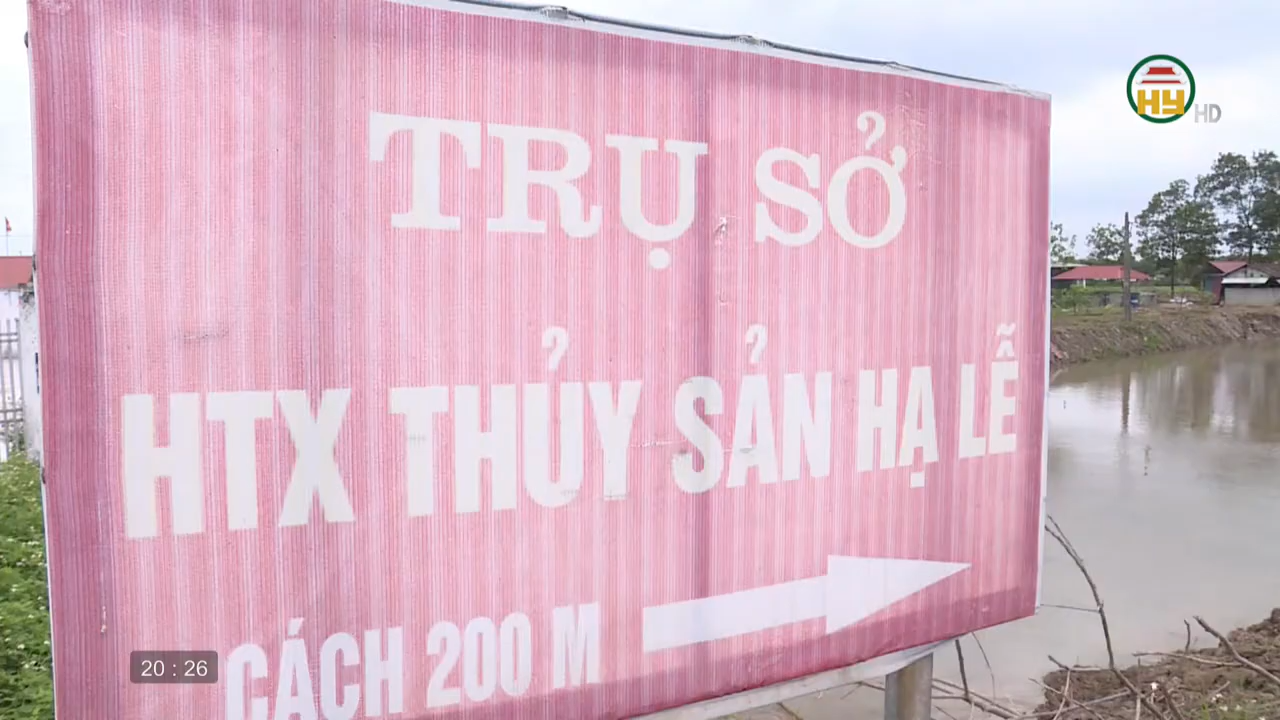 HY HD
TRỤ SỞ
HTX THỦY SẢN HẠ LỄ
CÁCH 200 M
20 : 26